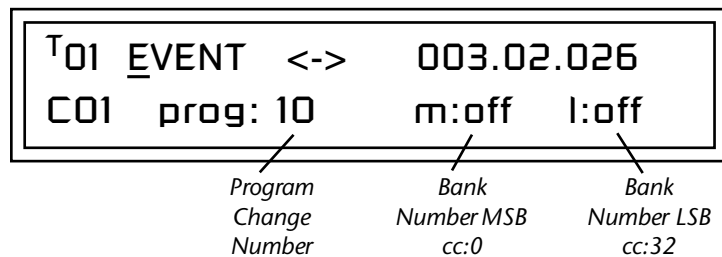 T01 EVENT <-> 003.02.026
C01 prog: 10 m:off l:off
Program Change Number
Bank Number MSB cc:0
Bank Number LSB cc:32